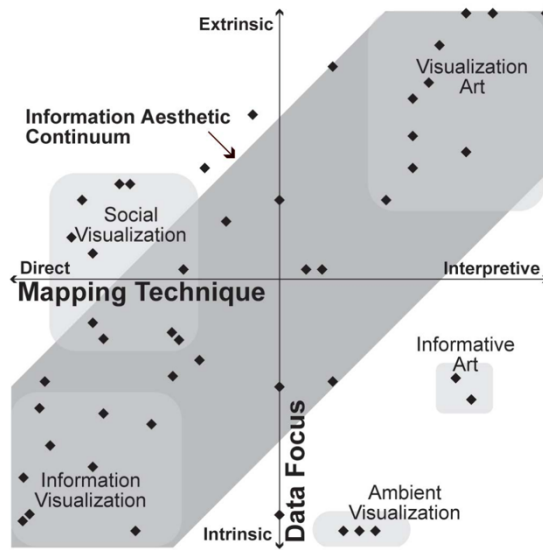 Extrinsic
Visualization
Art
Information Aesthetic
Continuum
Social
Visualization
Direct
Interpretive
Mapping Technique
Informative
Art
Data Focus
Information
Visualization
Ambient
Visualization
Intrinsic